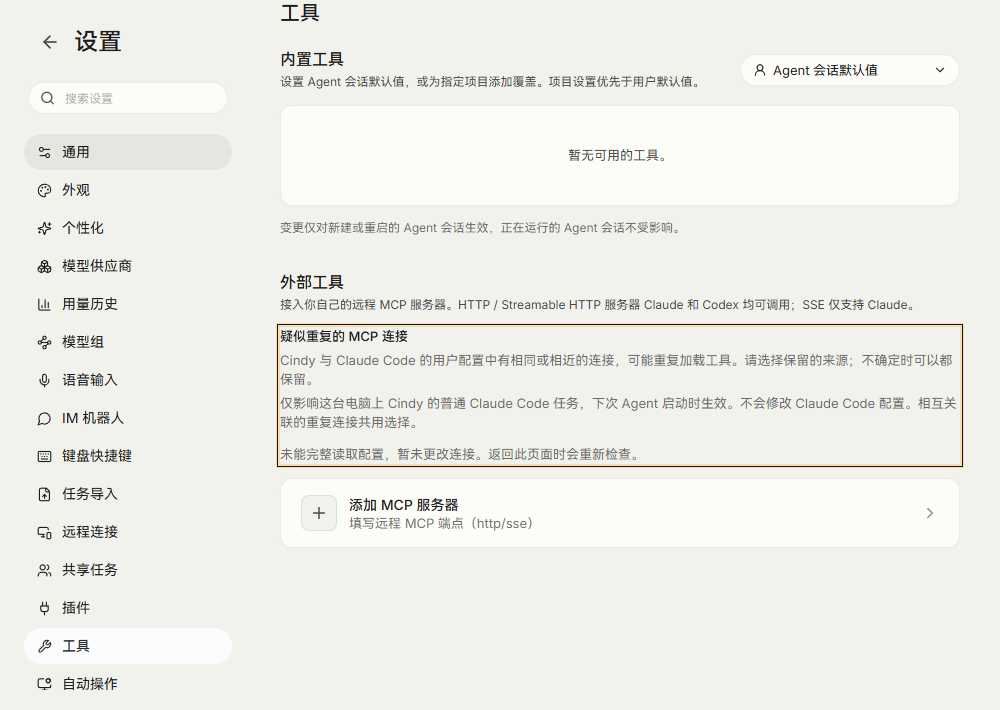 设置
搜索设置
通用
外观
个性化
模型供应商
用量历史
模型组
语音输入
IM 机器人
键盘快捷键
任务导入
远程连接
共享任务
插件
工具
自动操作
工具
内置工具
设置 Agent 会话默认值，或为指定项目添加覆盖。项目设置优先于用户默认值。
Agent 会话默认值
暂无可用的工具。
变更仅对新建或重启的 Agent 会话生效，正在运行的 Agent 会话不受影响。
外部工具
接入你自己的远程 MCP 服务器。HTTP / Streamable HTTP 服务器 Claude 和 Codex 均可调用；SSE 仅支持 Claude。
疑似重复的 MCP 连接
Cindy 与 Claude Code 的用户配置中有相同或相近的连接，可能重复加载工具。请选择保留的来源；不确定时可以都
保留。
仅影响这台电脑上 Cindy 的普通 Claude Code 任务，下次 Agent 启动时生效。不会修改 Claude Code 配置。相互关
联的重复连接共用选择。
未能完整读取配置，暂未更改连接。返回此页面时会重新检查。
添加 MCP 服务器
填写远程 MCP 端点（http/sse）